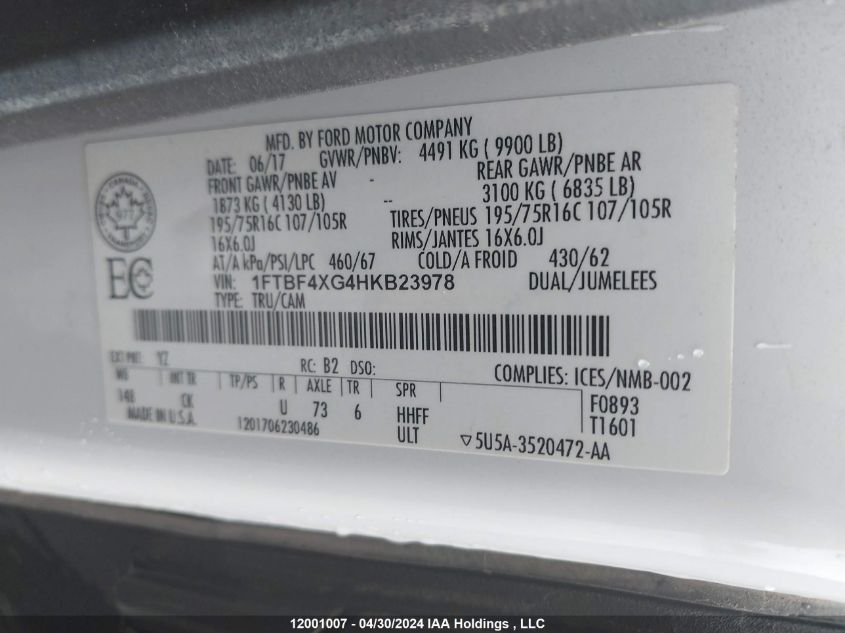 MFD. BY FORD MOTOR COMPANY
DATE: 06/17 GVWR/PNBV: 4491 KG ( 9900 LB)
FRONT GAWR/PNBE AV - REAR GAWR/PNBE AR
1873 KG ( 4130 LB) -- 3100 KG ( 6835 LB)
195/75R16C 107/105R TIRES/PNEUS 195/75R16C 107/105R
16X6.0J RIMS/JANTES 16X6.0J
AT/A kPa/PSI/LPC 460/67 COLD/A FROID 430/62
VIN: 1FTBF4XG4HKB23978 DUAL/JUMELEES
TYPE: TRU/CAM
CANADA
977
TRANSPORT
EC
EXT PNT: YZ RC: B2 DSO: COMPLIES: ICES/NMB-002
WB INT TR TP/PS R AXLE TR SPR F0893
148 CK U 73 6 HHFF T1601
MADE IN U.S.A. 1201706230486 ULT ▽5U5A-3520472-AA
12001007 - 04/30/2024 IAA Holdings , LLC